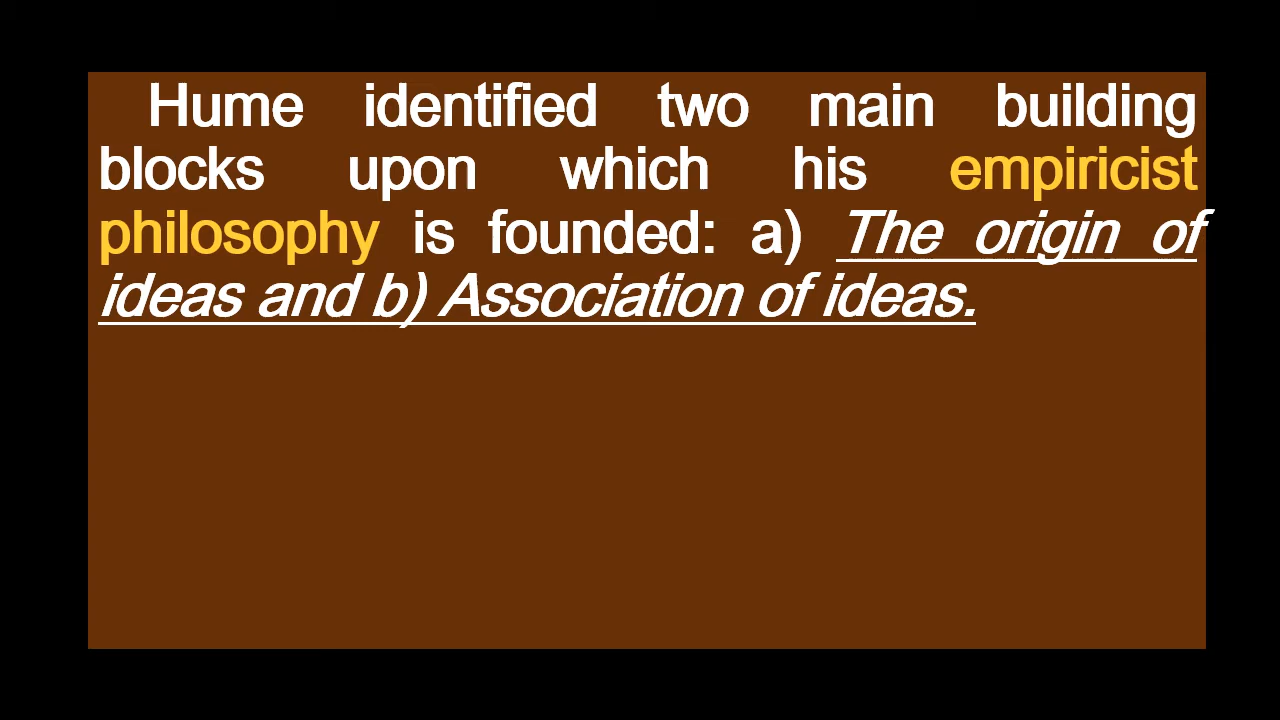 Hume identified two main building
blocks upon which his empiricist
philosophy is founded: a) The origin of
ideas and b) Association of ideas.